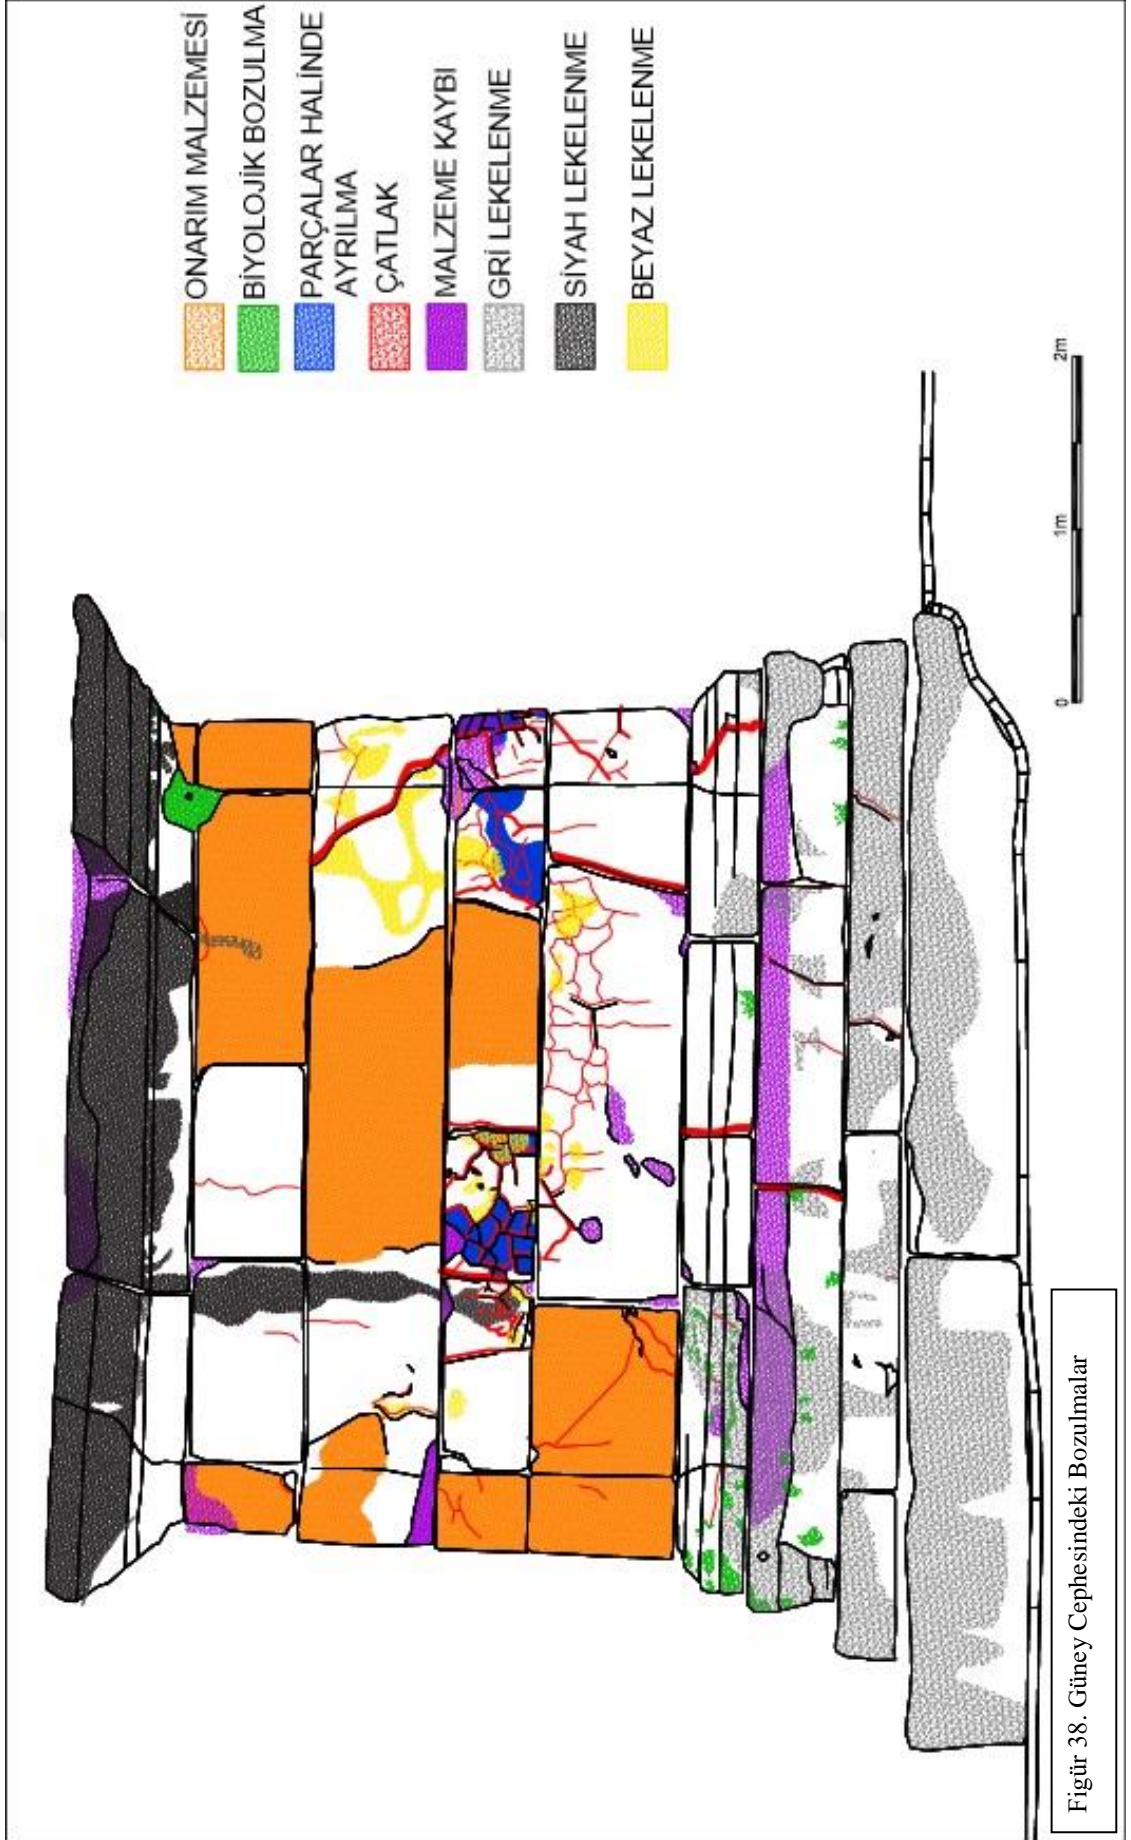 ONARIM MALZEMESİ
BİYOLOJİK BOZULMA
PARÇALAR HALİNDE
AYRILMA
ÇATLAK
MALZEME KAYBI
GRİ LEKELENME
SİYAH LEKELENME
BEYAZ LEKELENME
0 1m 2m
Figür 38. Güney Cephesindeki Bozulmalar